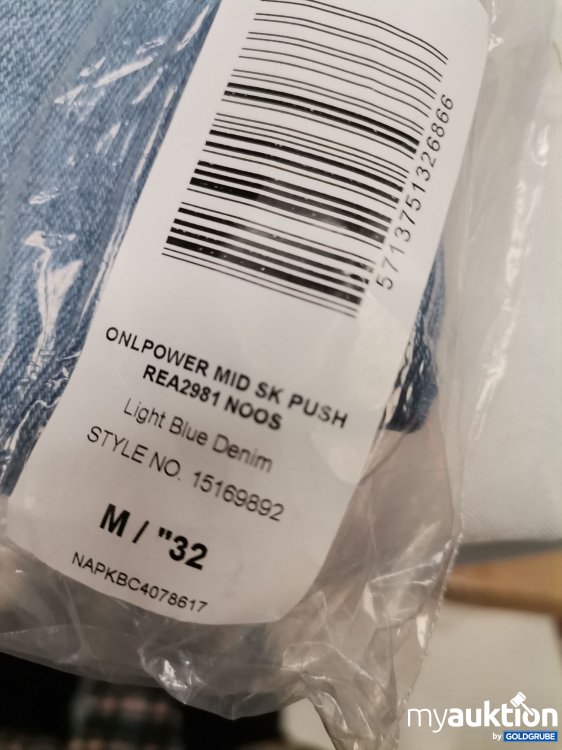 5713751326866
ONLPOWER MID SK PUSH
REA2981 NOOS
Light Blue Denim
STYLE NO. 15169892
M / "32
NAPKBC4078617
myauktion
by GOLDGRUBE